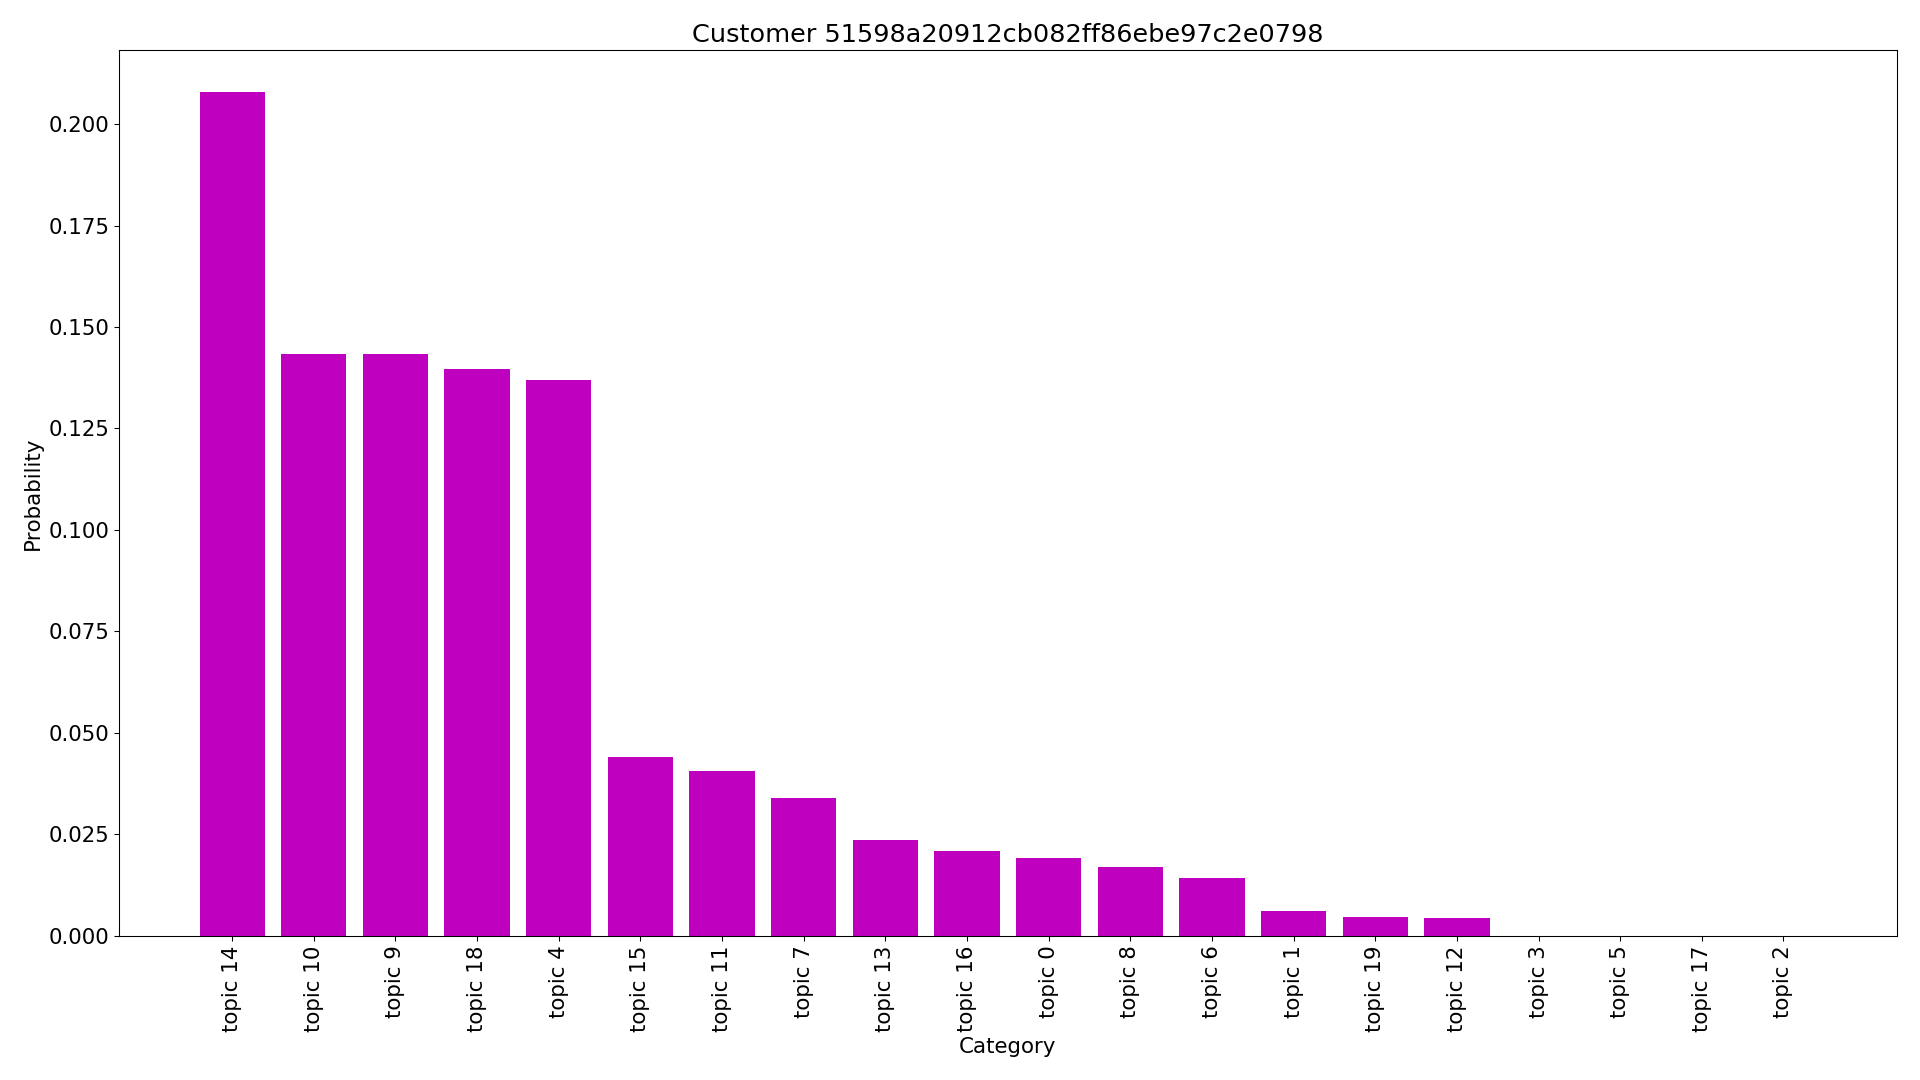 Customer 51598a20912cb082ff86ebe97c2e0798
0.200
0.175
0.150
0.125
0.100
0.075
0.050
0.025
0.000
Probability
topic 14
topic 10
topic 9
topic 18
topic 4
topic 15
topic 11
topic 7
topic 13
topic 16
topic 0
topic 8
topic 6
topic 1
topic 19
topic 12
topic 3
topic 5
topic 17
topic 2
Category